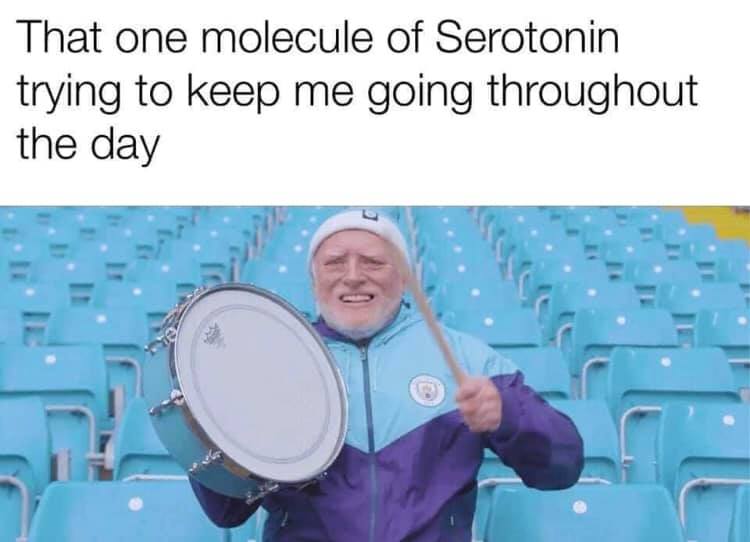 That one molecule of Serotonin
trying to keep me going throughout
the day